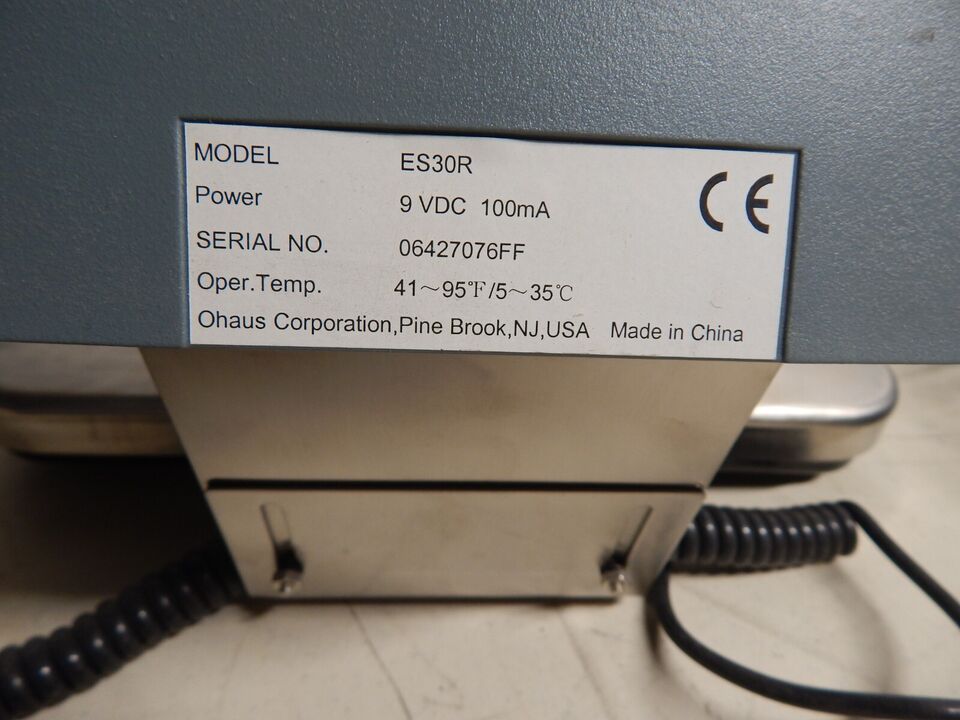 MODEL ES30R
Power 9 VDC 100mA
SERIAL NO. 06427076FF
Oper.Temp. 41～95℉/5～35℃
Ohaus Corporation,Pine Brook,NJ,USA Made in China
CE